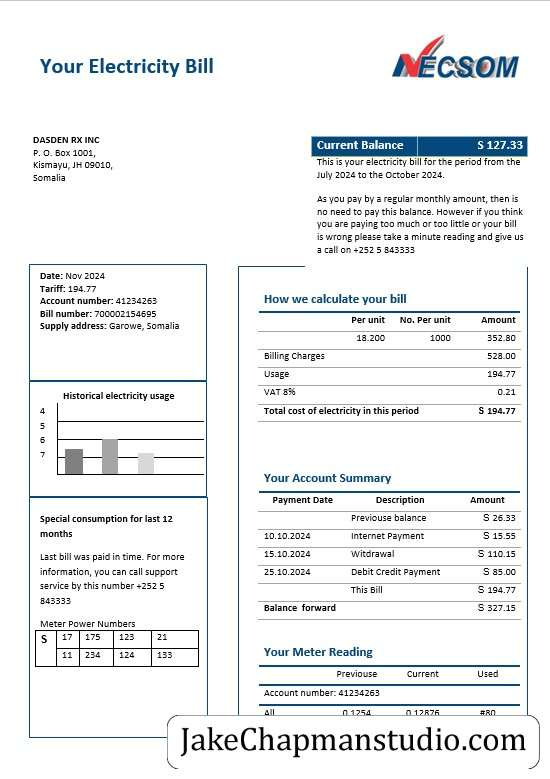 Your Electricity Bill
NECSOM
DASDEN RX INC
P. O. Box 1001,
Kismayu, JH 09010,
Somalia
Current Balance S 127.33
This is your electricity bill for the period from the
July 2024 to the October 2024.
As you pay by a regular monthly amount, then is
no need to pay this balance. However if you think
you are paying too much or too little or your bill
is wrong please take a minute reading and give us
a call on +252 5 843333
Date: Nov 2024
Tariff: 194.77
Account number: 41234263
Bill number: 700002154695
Supply address: Garowe, Somalia
Historical electricity usage
4
5
6
7
Special consumption for last 12
months
Last bill was paid in time. For more
information, you can call support
service by this number +252 5
843333
Meter Power Numbers
S 17 175 123 21
11 234 124 133
How we calculate your bill
Per unit No. Per unit Amount
18.200 1000 352.80
Billing Charges 528.00
Usage 194.77
VAT 8% 0.21
Total cost of electricity in this period S 194.77
Your Account Summary
Payment Date Description Amount
Previouse balance S 26.33
10.10.2024 Internet Payment S 15.55
15.10.2024 Witdrawal S 110.15
25.10.2024 Debit Credit Payment S 85.00
This Bill S 194.77
Balance forward S 327.15
Your Meter Reading
Previouse Current Used
Account number: 41234263
All 0.1254 0.12876 #80
JakeChapmanstudio.com